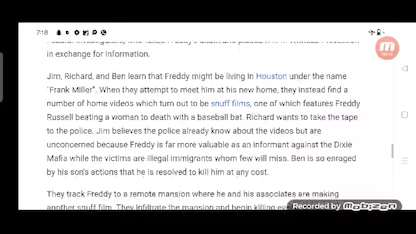 7:18
in exchange for information.
Jim, Richard, and Ben learn that Freddy might be living in Houston under the name
"Frank Miller". When they attempt to meet him at his new home, they instead find a
number of home videos which turn out to be snuff films, one of which features Freddy
Russell beating a woman to death with a baseball bat. Richard wants to take the tape
to the police. Jim believes the police already know about the videos but are
unconcerned because Freddy is far more valuable as an informant against the Dixie
Mafia while the victims are illegal immigrants whom few will miss. Ben is so enraged
by his son's actions that he is resolved to kill him at any cost.
They track Freddy to a remote mansion where he and his associates are making
another snuff film. They infiltrate the mansion and begin killing
Recorded by Mobizen